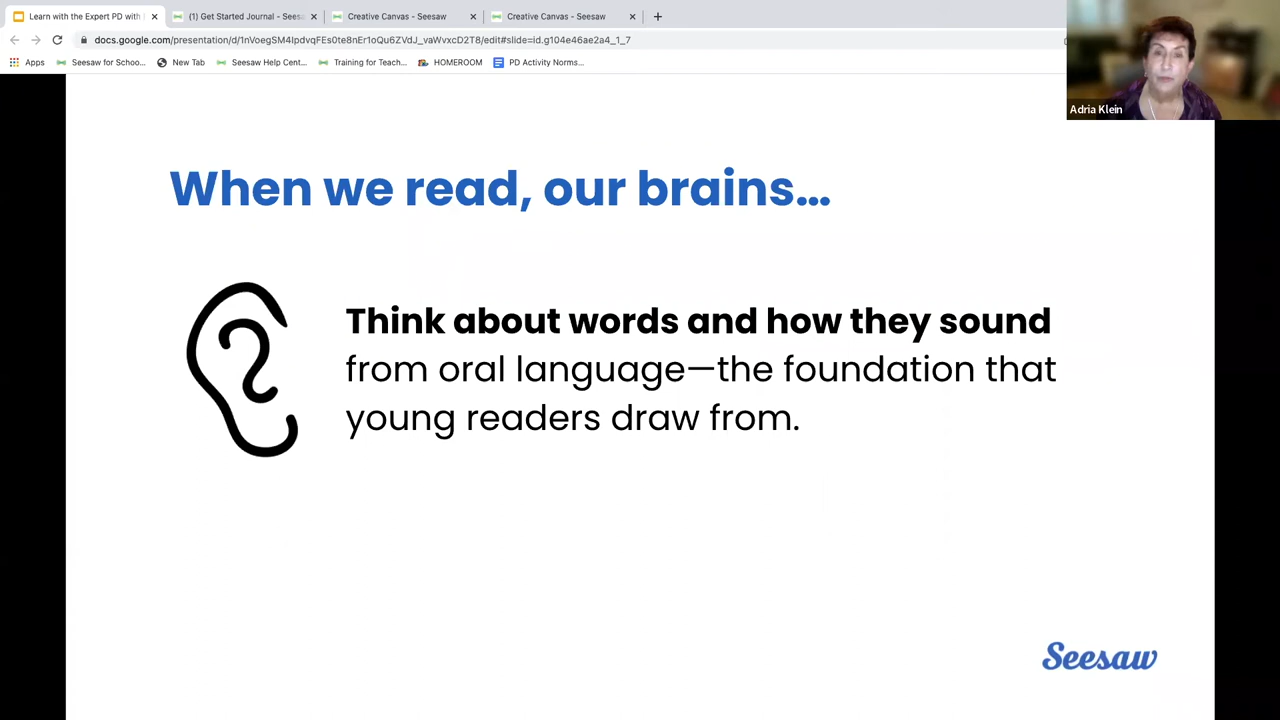 Learn with the Expert PD with
(1) Get Started Journal - Seesa
Creative Canvas - Seesaw
Creative Canvas - Seesaw
docs.google.com/presentation/d/1nVoegSM4IpdvqFEs0te8nEr1oQu6ZVdJ_vaWvxcD2T8/edit#slide=id.g104e46ae2a4_1_7
Apps
Seesaw for Schoo...
New Tab
Seesaw Help Cent...
Training for Teach...
HOMEROOM
PD Activity Norms...
Adria Klein
When we read, our brains...
Think about words and how they sound
from oral language—the foundation that
young readers draw from.
Seesaw